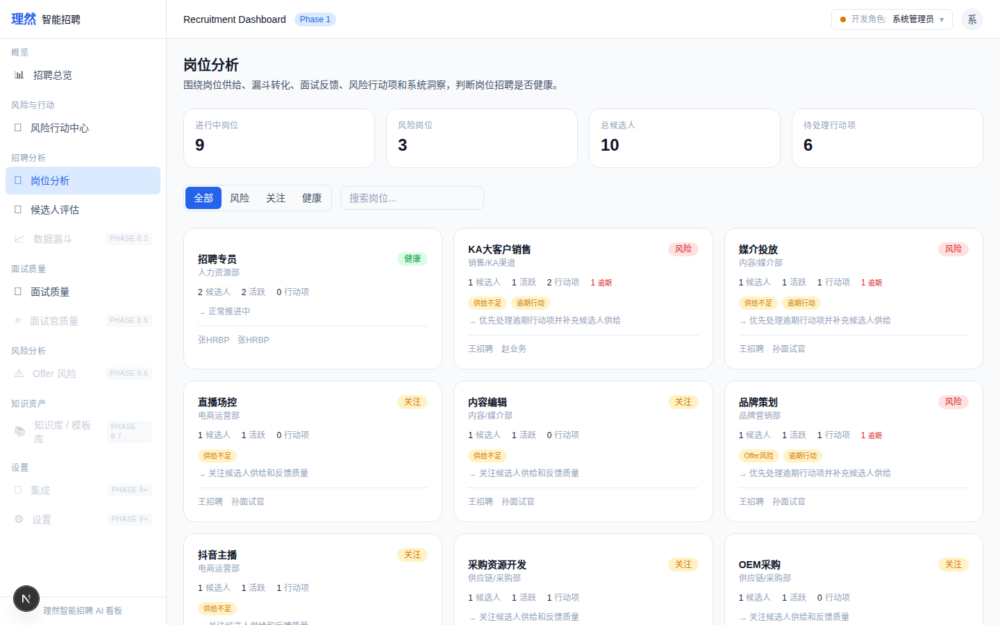 理然 智能招聘
Recruitment Dashboard Phase 1
开发角色: 系统管理员 ▾
系
概览
招聘总览
风险与行动
风险行动中心
招聘分析
岗位分析
候选人评估
数据漏斗 PHASE 8.2
面试质量
面试质量
面试官质量 PHASE 8.5
风险分析
Offer 风险 PHASE 8.6
知识资产
知识库 / 模板库 PHASE 8.7
设置
集成 PHASE 9+
设置 PHASE 9+
理然智能招聘 AI 看板
岗位分析
围绕岗位供给、漏斗转化、面试反馈、风险行动项和系统洞察，判断岗位招聘是否健康。
进行中岗位
9
风险岗位
3
总候选人
10
待处理行动项
6
全部 风险 关注 健康 搜索岗位...
招聘专员 健康
人力资源部
2 候选人 2 活跃 0 行动项
→ 正常推进中
张HRBP 张HRBP
KA大客户销售 风险
销售/KA渠道
1 候选人 1 活跃 2 行动项 1 逾期
供给不足 逾期行动
→ 优先处理逾期行动项并补充候选人供给
王招聘 赵业务
媒介投放 风险
内容/媒介部
1 候选人 1 活跃 1 行动项 1 逾期
供给不足 逾期行动
→ 优先处理逾期行动项并补充候选人供给
王招聘 孙面试官
直播场控 关注
电商运营部
1 候选人 1 活跃 0 行动项
供给不足
→ 关注候选人供给和反馈质量
王招聘 孙面试官
内容编辑 关注
内容/媒介部
1 候选人 1 活跃 0 行动项
供给不足
→ 关注候选人供给和反馈质量
王招聘 孙面试官
品牌策划 风险
品牌营销部
1 候选人 1 活跃 1 行动项 1 逾期
Offer风险 逾期行动
→ 优先处理逾期行动项并补充候选人供给
王招聘 孙面试官
抖音主播 关注
电商运营部
1 候选人 1 活跃 1 行动项
供给不足
→ 关注候选人供给和反馈质量
采购资源开发 关注
供应链/采购部
1 候选人 1 活跃 1 行动项
→ 关注候选人供给和反馈质量
OEM采购 关注
供应链/采购部
1 候选人 1 活跃 0 行动项
→ 关注候选人供给和反馈质量